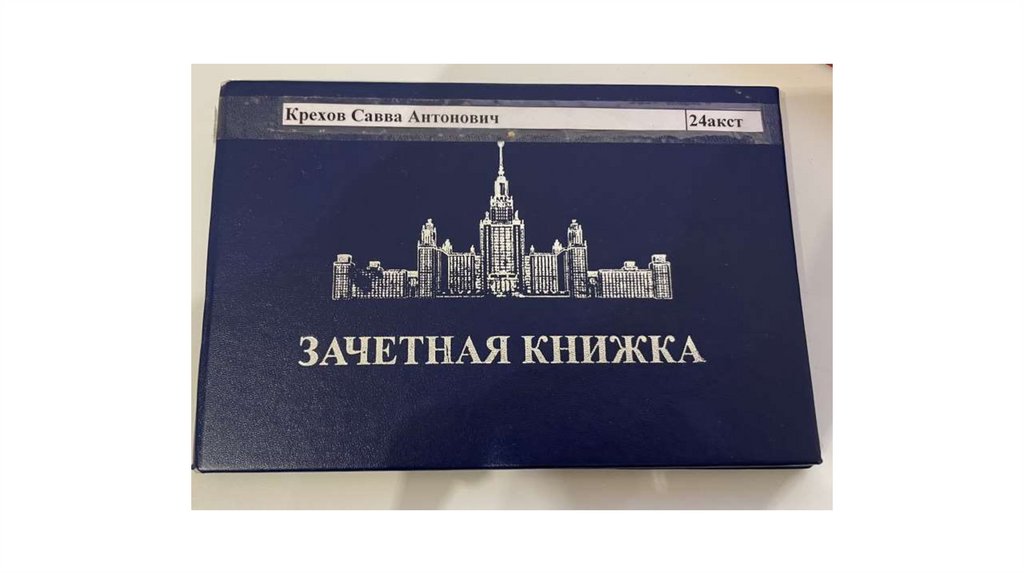 Крехов Савва Антонович 24акст
ЗАЧЕТНАЯ КНИЖКА